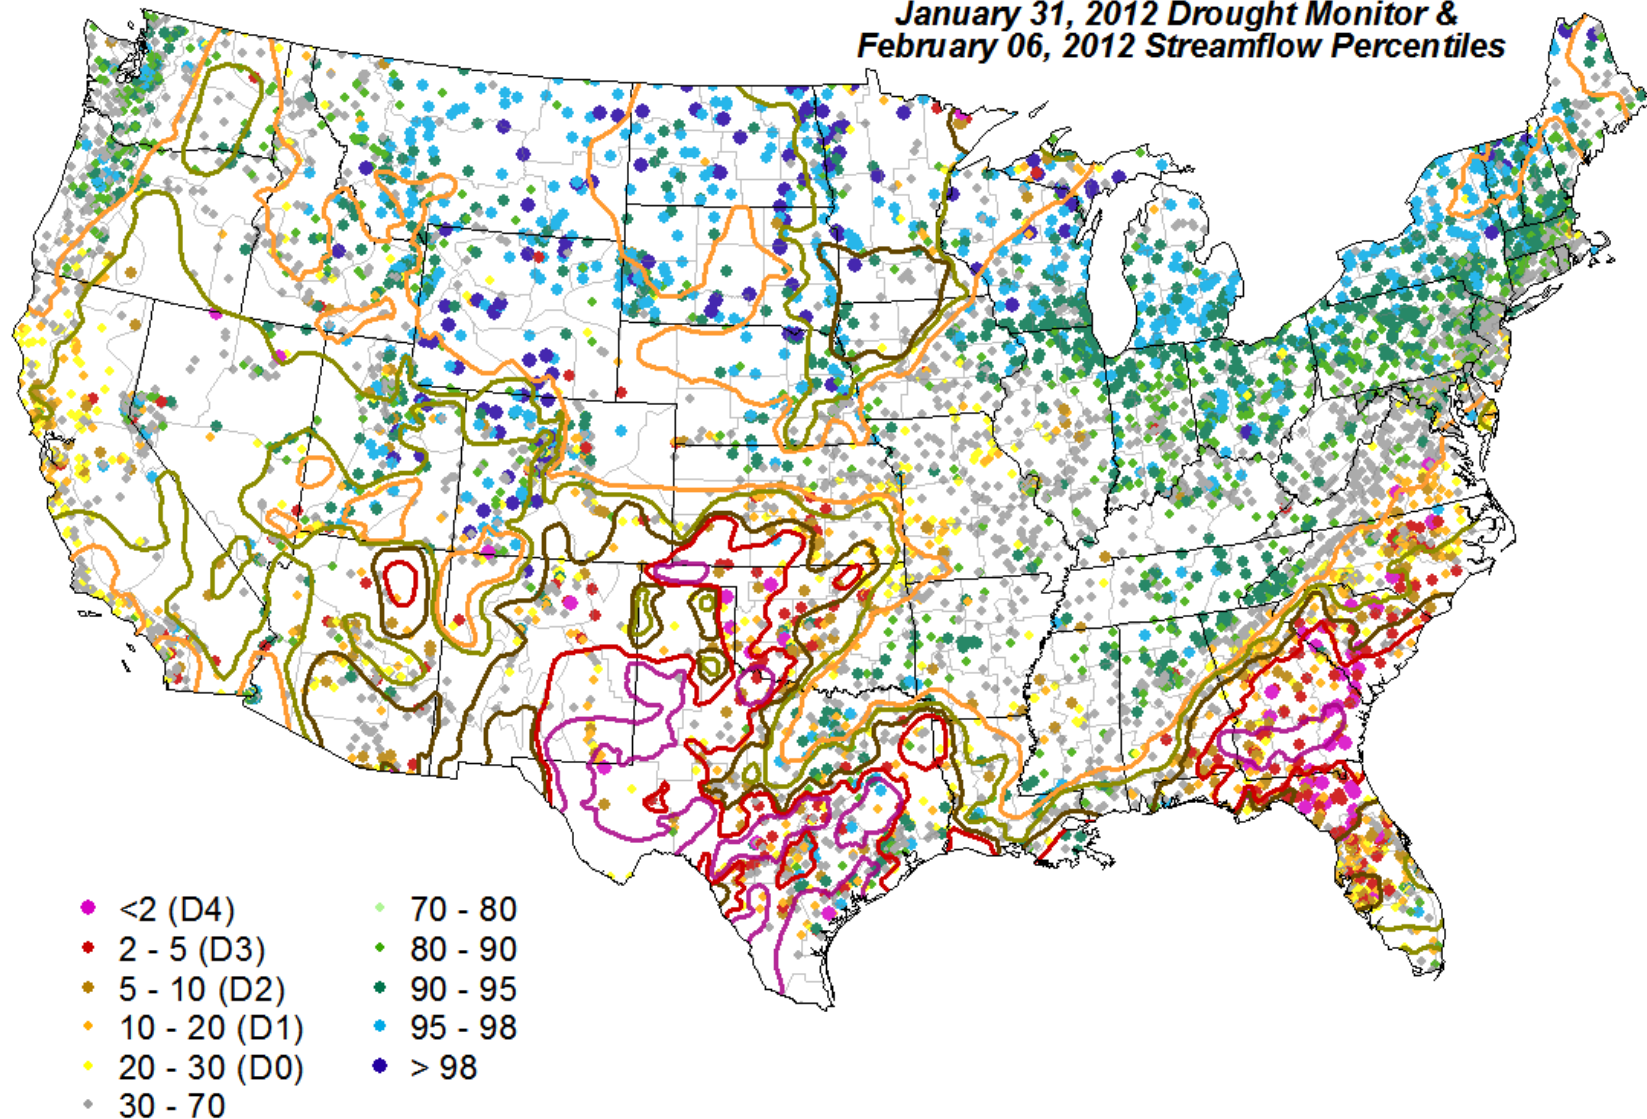 January 31, 2012 Drought Monitor &
February 06, 2012 Streamflow Percentiles
<2 (D4)
2 - 5 (D3)
5 - 10 (D2)
10 - 20 (D1)
20 - 30 (D0)
30 - 70
70 - 80
80 - 90
90 - 95
95 - 98
> 98